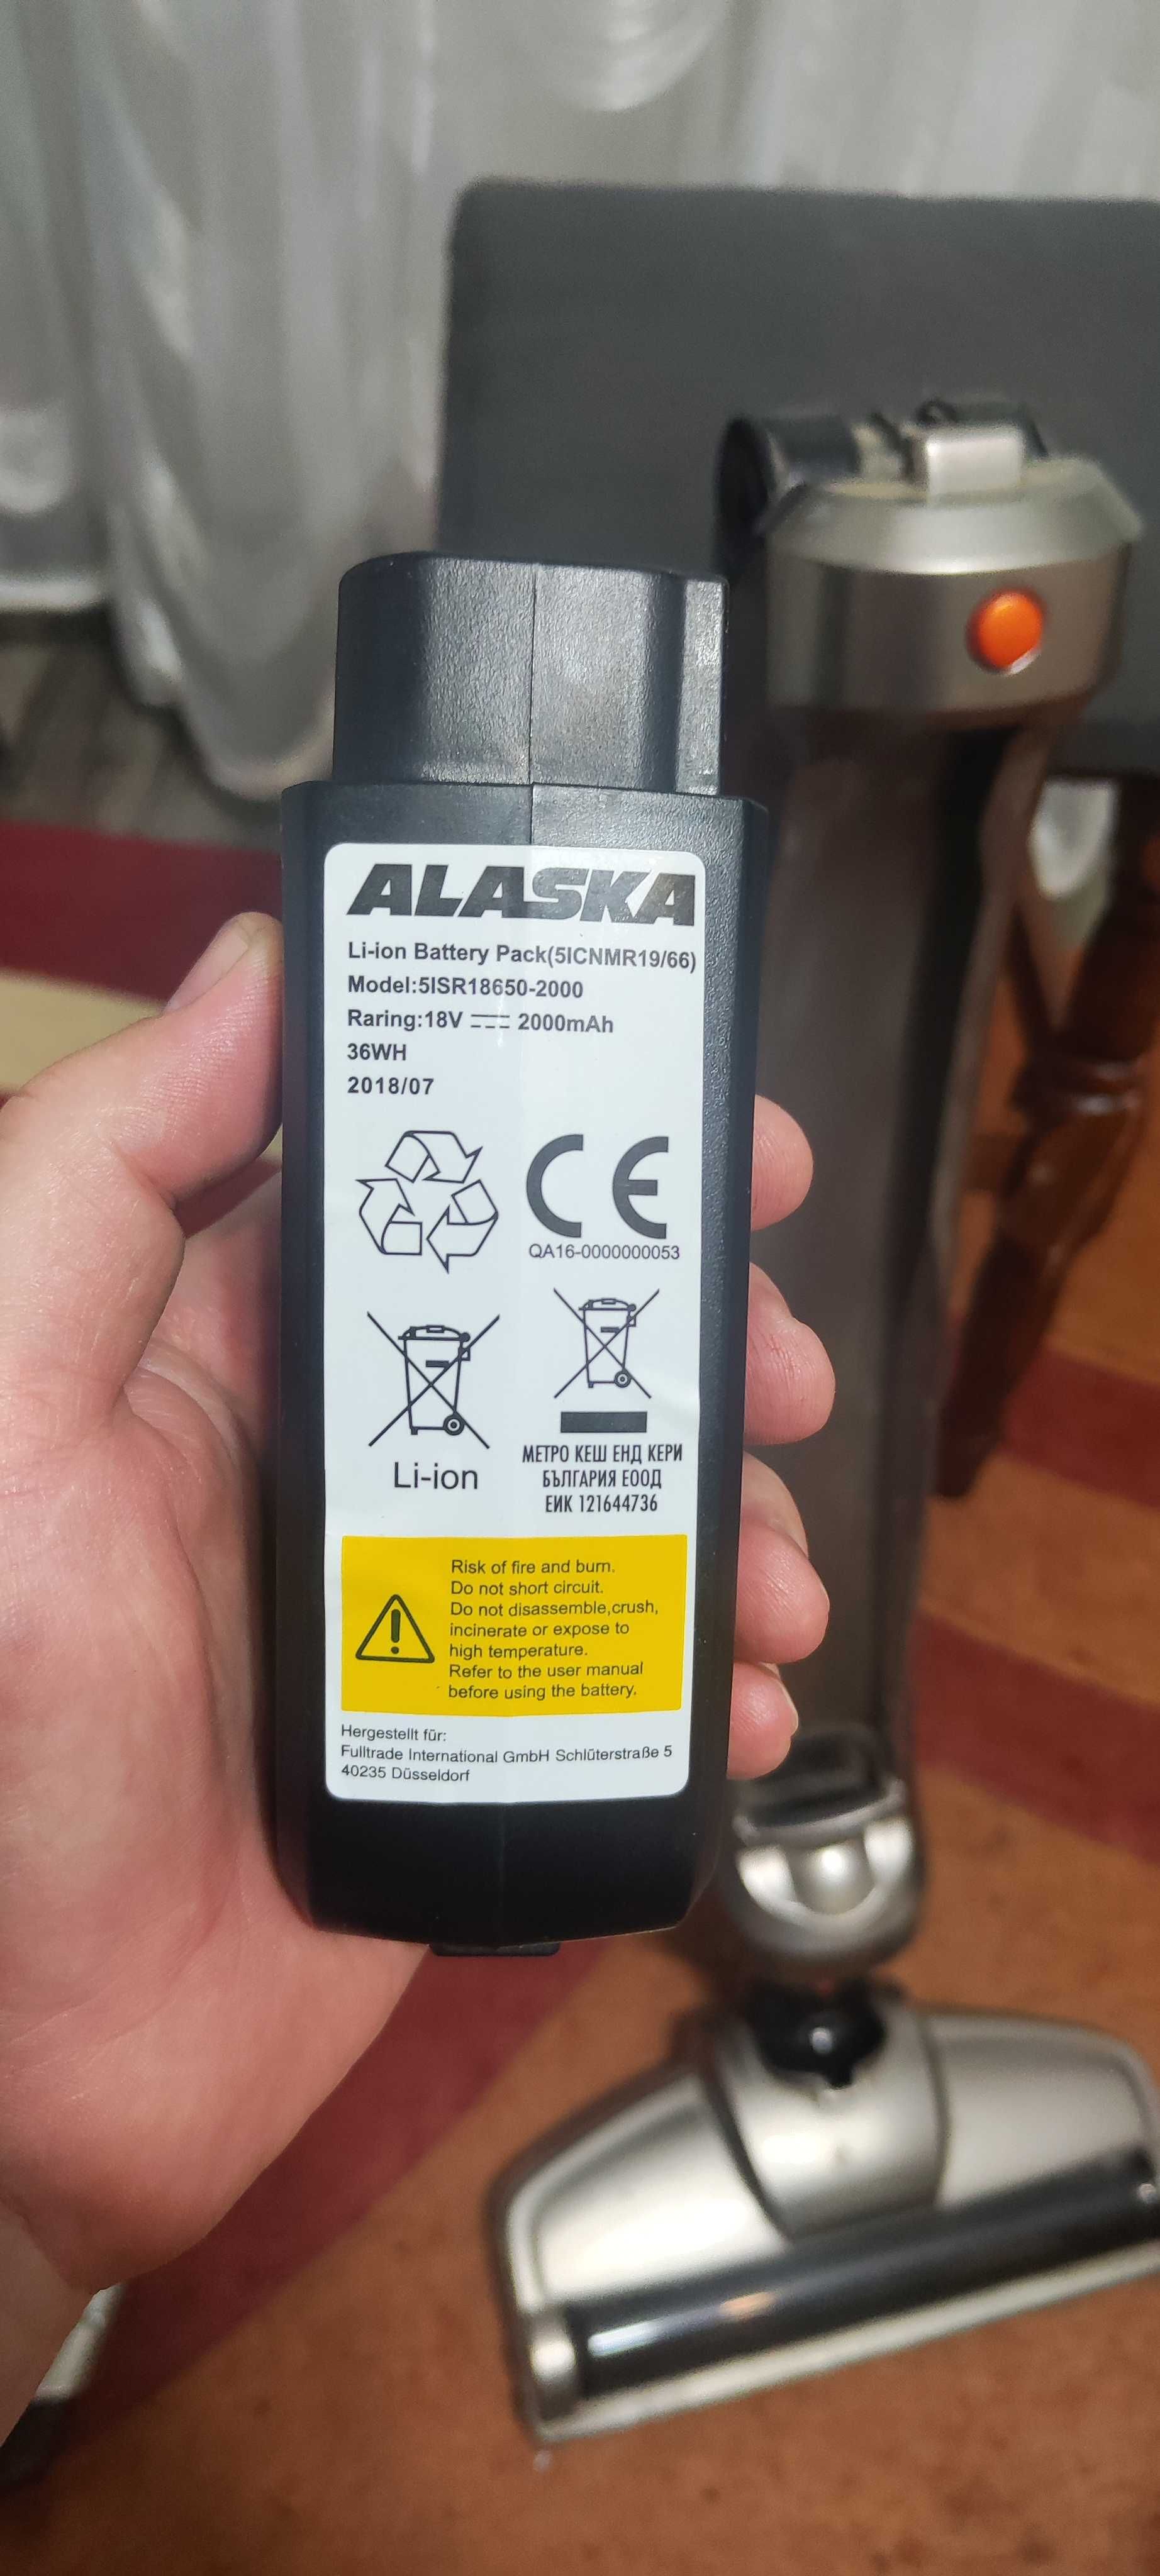 ALASKA
Li-ion Battery Pack(5ICNMR19/66)
Model:5ISR18650-2000
Raring:18V ⎓ 2000mAh
36WH
2018/07
CE
QA16-0000000053
Li-ion
МЕТРО КЕШ ЕНД КЕРИ
БЪЛГАРИЯ ЕООД
ЕИК 121644736
Risk of fire and burn.
Do not short circuit.
Do not disassemble,crush,
incinerate or expose to
high temperature.
Refer to the user manual
before using the battery.
Hergestellt für:
Fulltrade International GmbH Schlüterstraße 5
40235 Düsseldorf